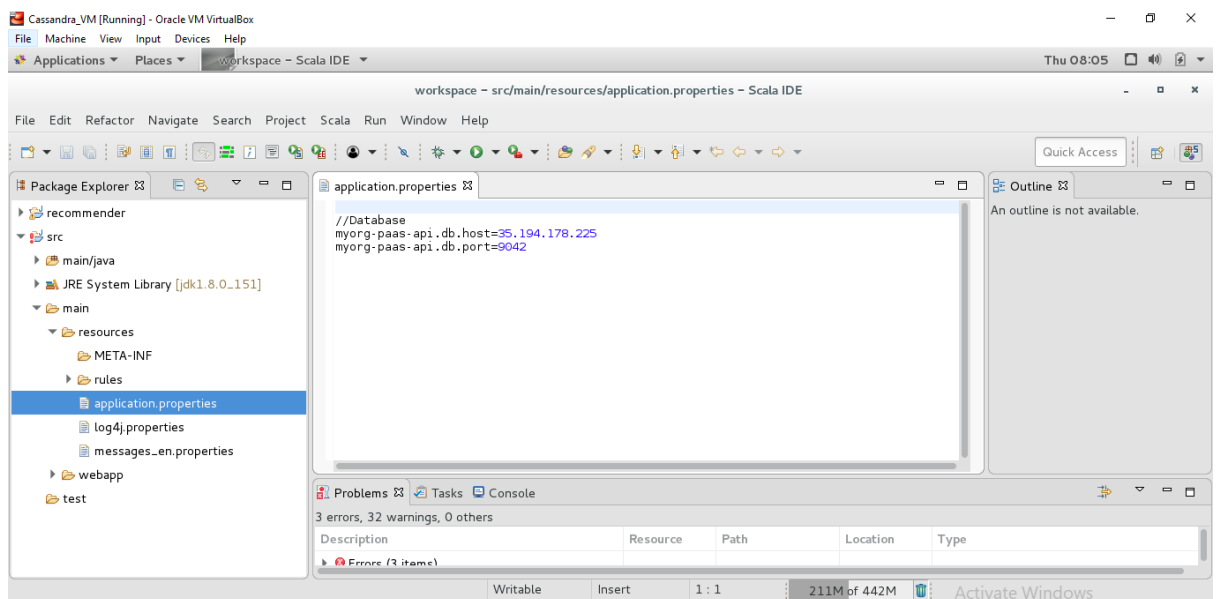 Cassandra_VM [Running] - Oracle VM VirtualBox
File Machine View Input Devices Help
Applications Places workspace – Scala IDE Thu 08:05
workspace – src/main/resources/application.properties – Scala IDE
File Edit Refactor Navigate Search Project Scala Run Window Help
Quick Access
Package Explorer
recommender
src
main/java
JRE System Library [jdk1.8.0_151]
main
resources
META-INF
rules
application.properties
log4j.properties
messages_en.properties
webapp
test
application.properties
//Database
myorg-paas-api.db.host=35.194.178.225
myorg-paas-api.db.port=9042
Outline
An outline is not available.
Problems Tasks Console
3 errors, 32 warnings, 0 others
Description Resource Path Location Type
Errors (3 items)
Writable Insert 1 : 1 211M of 442M Activate Windows